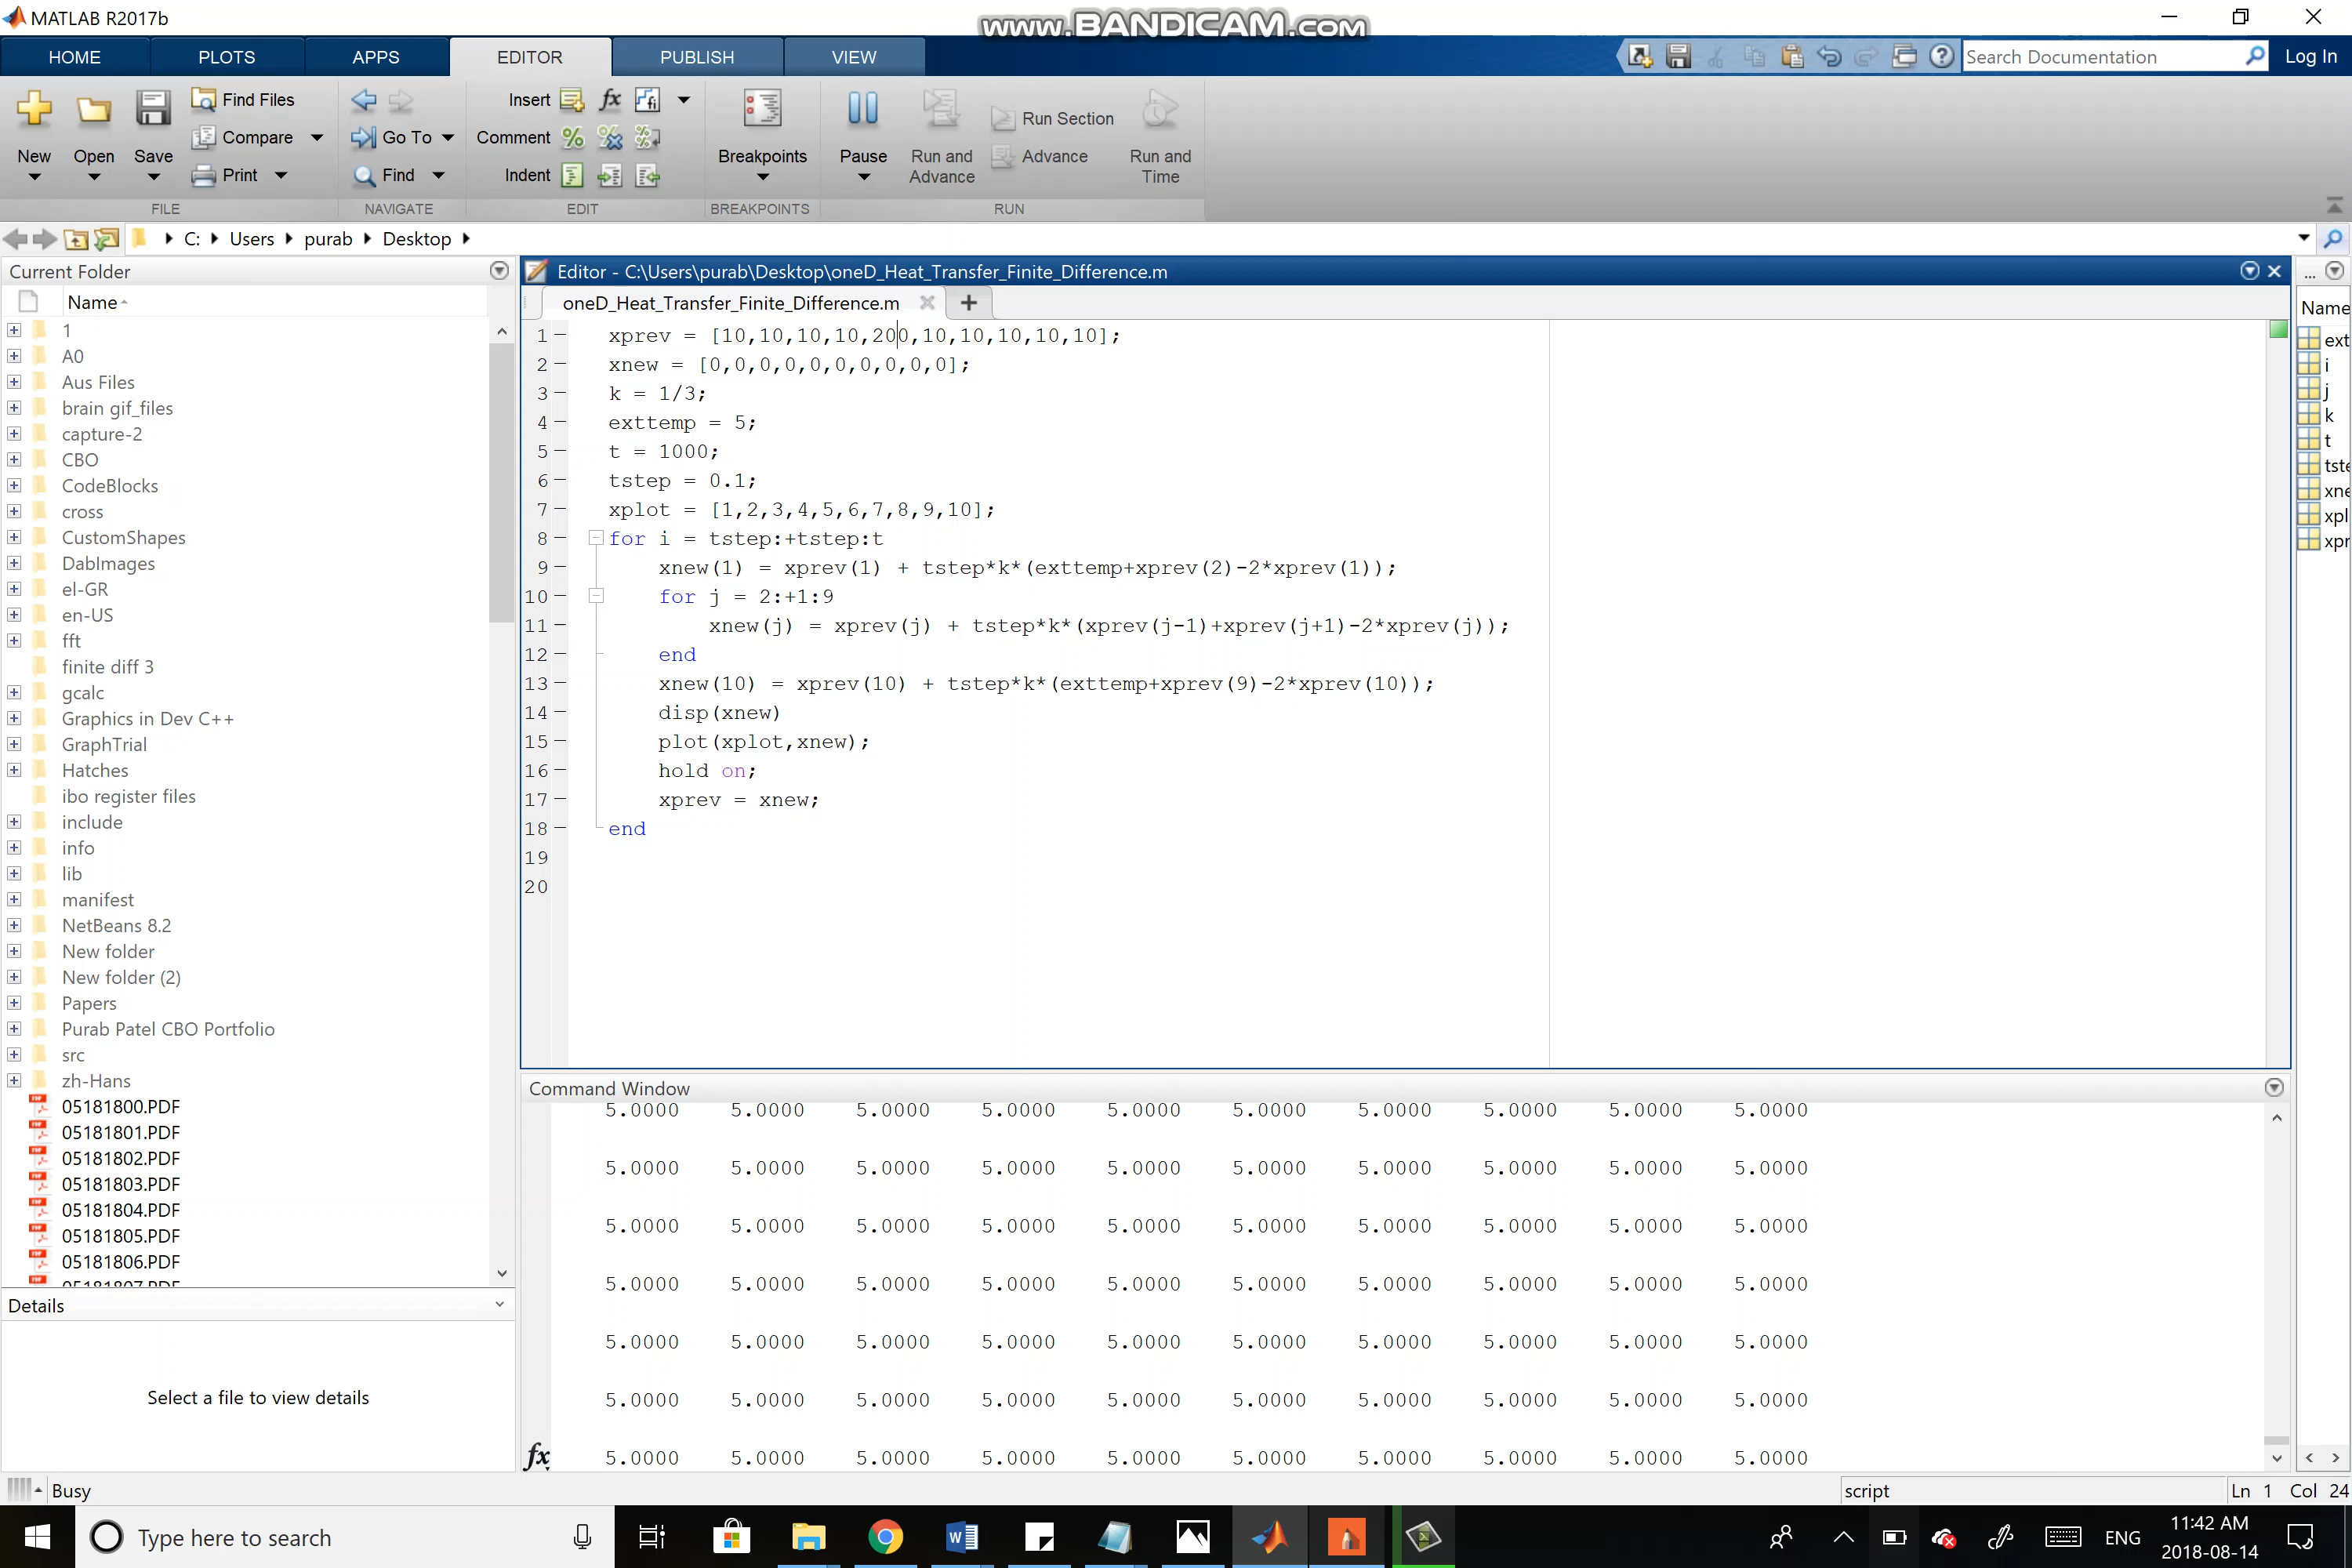 MATLAB R2017b
www.BANDICAM.com
HOME PLOTS APPS EDITOR PUBLISH VIEW
Search Documentation
Log In
New
Open
Save
Find Files
Compare
Print
FILE
Go To
Find
NAVIGATE
Insert fx fi
Comment % % %
Indent
EDIT
Breakpoints
BREAKPOINTS
Pause
Run and Advance
Run Section
Advance
Run and Time
RUN
C: Users purab Desktop
Current Folder
Name
1
A0
Aus Files
brain gif_files
capture-2
CBO
CodeBlocks
cross
CustomShapes
DabImages
el-GR
en-US
fft
finite diff 3
gcalc
Graphics in Dev C++
GraphTrial
Hatches
ibo register files
include
info
lib
manifest
NetBeans 8.2
New folder
New folder (2)
Papers
Purab Patel CBO Portfolio
src
zh-Hans
05181800.PDF
05181801.PDF
05181802.PDF
05181803.PDF
05181804.PDF
05181805.PDF
05181806.PDF
05181807.PDF
Details
Select a file to view details
Editor - C:\Users\purab\Desktop\oneD_Heat_Transfer_Finite_Difference.m
oneD_Heat_Transfer_Finite_Difference.m
1 xprev = [10,10,10,10,200,10,10,10,10,10];
2 xnew = [0,0,0,0,0,0,0,0,0,0];
3 k = 1/3;
4 exttemp = 5;
5 t = 1000;
6 tstep = 0.1;
7 xplot = [1,2,3,4,5,6,7,8,9,10];
8 for i = tstep:+tstep:t
9 xnew(1) = xprev(1) + tstep*k*(exttemp+xprev(2)-2*xprev(1));
10 for j = 2:+1:9
11 xnew(j) = xprev(j) + tstep*k*(xprev(j-1)+xprev(j+1)-2*xprev(j));
12 end
13 xnew(10) = xprev(10) + tstep*k*(exttemp+xprev(9)-2*xprev(10));
14 disp(xnew)
15 plot(xplot,xnew);
16 hold on;
17 xprev = xnew;
18 end
19
20
Command Window
5.0000 5.0000 5.0000 5.0000 5.0000 5.0000 5.0000 5.0000 5.0000 5.0000
5.0000 5.0000 5.0000 5.0000 5.0000 5.0000 5.0000 5.0000 5.0000 5.0000
5.0000 5.0000 5.0000 5.0000 5.0000 5.0000 5.0000 5.0000 5.0000 5.0000
5.0000 5.0000 5.0000 5.0000 5.0000 5.0000 5.0000 5.0000 5.0000 5.0000
5.0000 5.0000 5.0000 5.0000 5.0000 5.0000 5.0000 5.0000 5.0000 5.0000
5.0000 5.0000 5.0000 5.0000 5.0000 5.0000 5.0000 5.0000 5.0000 5.0000
fx 5.0000 5.0000 5.0000 5.0000 5.0000 5.0000 5.0000 5.0000 5.0000 5.0000
...
Name
ext
i
j
k
t
tste
xne
xpl
xpr
Busy
script
Ln 1 Col 24
Type here to search
ENG
11:42 AM
2018-08-14